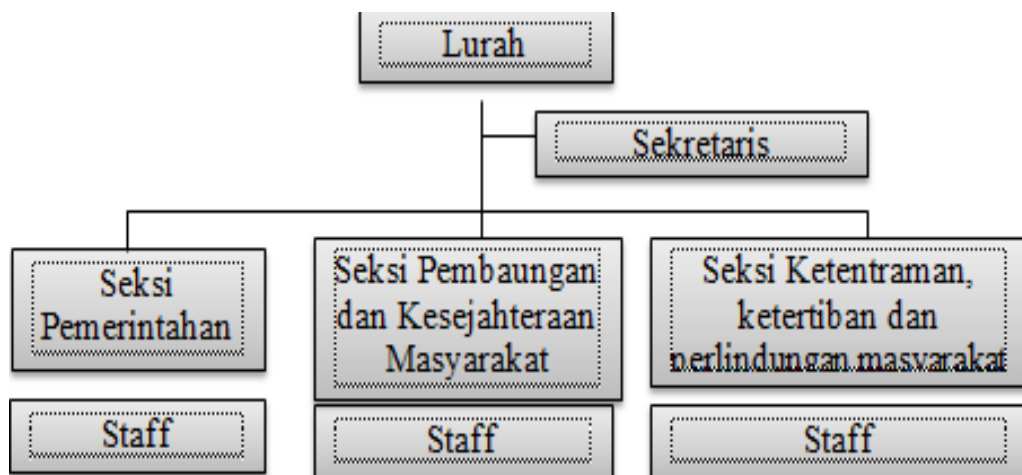 Lurah
Sekretaris
Seksi
Pemerintahan
Seksi Pembaungan
dan Kesejahteraan
Masyarakat
Seksi Ketentraman,
ketertiban dan
perlindungan masyarakat
Staff
Staff
Staff